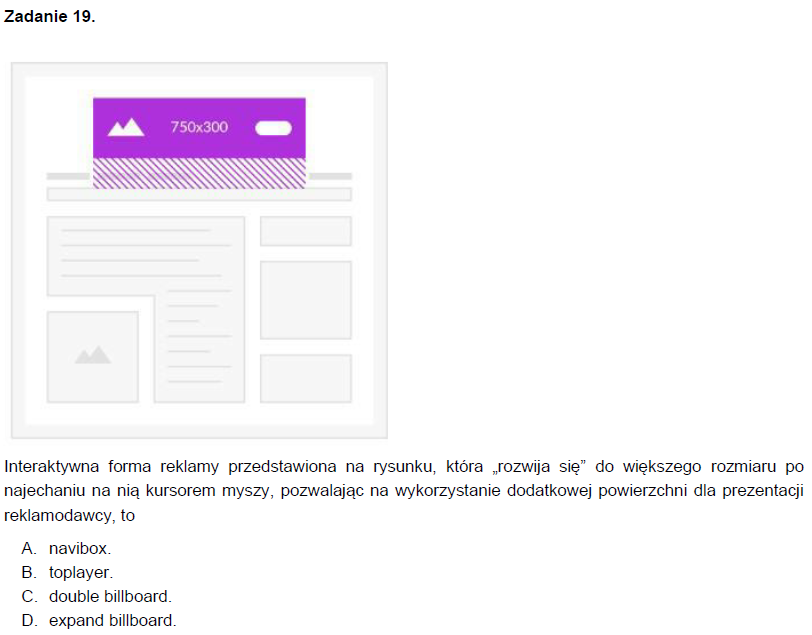 Zadanie 19.
750x300
Interaktywna forma reklamy przedstawiona na rysunku, która „rozwija się” do większego rozmiaru po
najechaniu na nią kursorem myszy, pozwalając na wykorzystanie dodatkowej powierzchni dla prezentacji
reklamodawcy, to
A. navibox.
B. toplayer.
C. double billboard.
D. expand billboard.